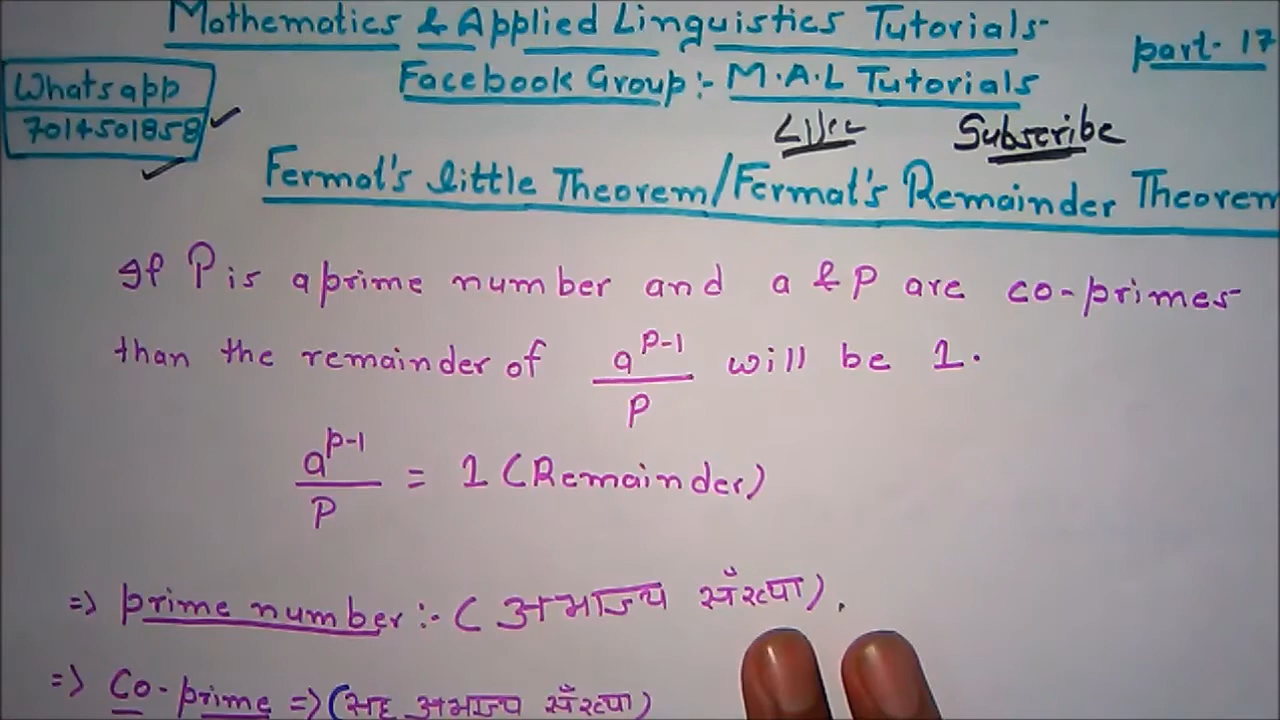 Mathematics & Applied Linguistics Tutorials
part-17
Facebook Group:- M.A.L Tutorials
Whatsapp
7014501858
Like Subscribe
Fermat's little Theorem/Fermat's Remainder Theorem
If P is a prime number and a & p are co-primes
than the remainder of a^{p-1}/p will be 1.
a^{p-1}/p = 1 (Remainder)
=> prime number:- (अभाज्य सँख्या).
=> Co-prime => (सह अभाज्य सँख्या)